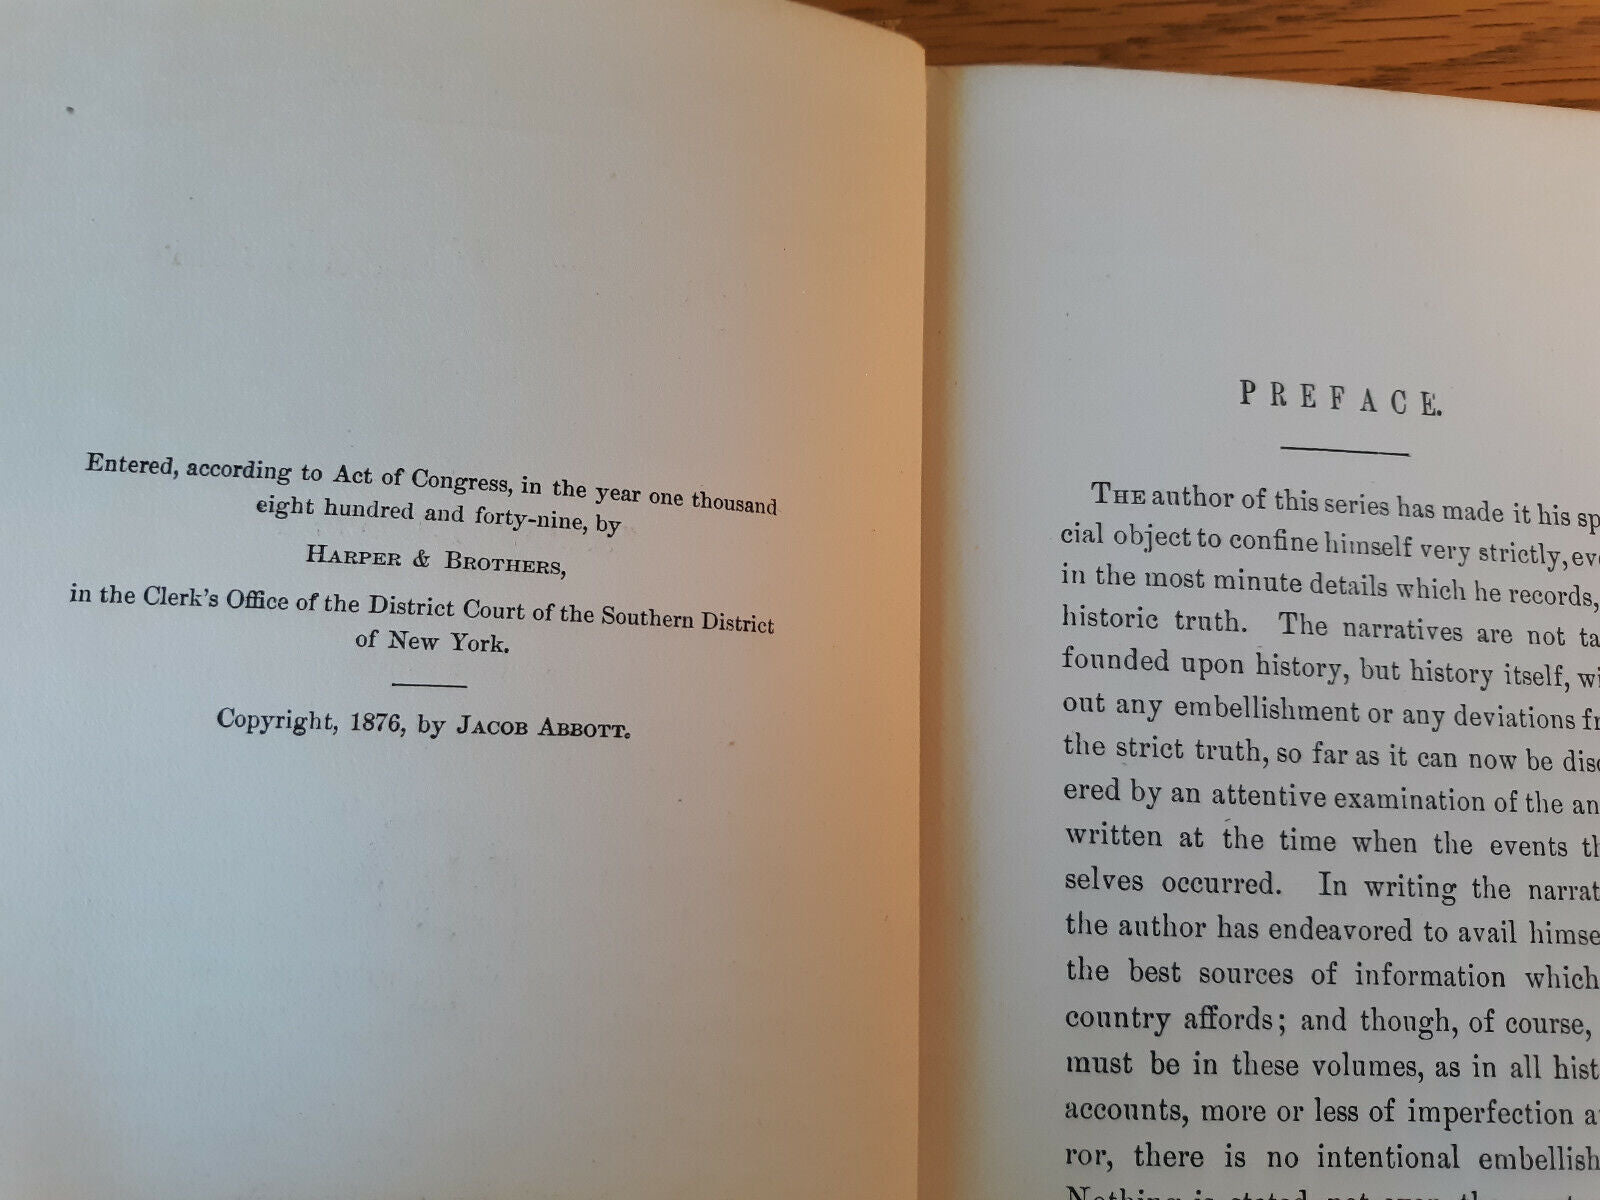 Entered, according to Act of Congress, in the year one thousand
eight hundred and forty-nine, by
HARPER & BROTHERS,
in the Clerk's Office of the District Court of the Southern District
of New York.
Copyright, 1876, by JACOB ABBOTT.
PREFACE.
THE author of this series has made it his sp
cial object to confine himself very strictly, eve
in the most minute details which he records,
historic truth. The narratives are not ta
founded upon history, but history itself, wi
out any embellishment or any deviations fr
the strict truth, so far as it can now be disc
ered by an attentive examination of the an
written at the time when the events th
selves occurred. In writing the narrat
the author has endeavored to avail himse
the best sources of information which
country affords; and though, of course,
must be in these volumes, as in all hist
accounts, more or less of imperfection a
ror, there is no intentional embellish
Nothing is stated, not even the